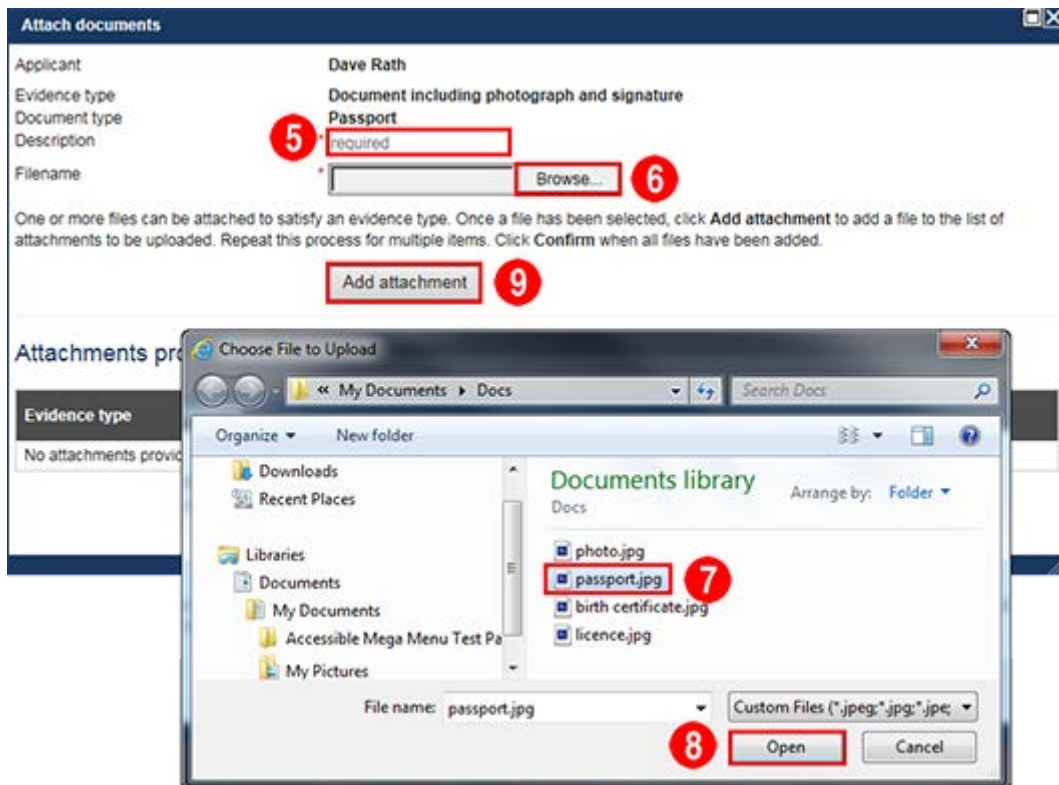 Attach documents
Applicant Dave Rath
Evidence type Document including photograph and signature
Document type Passport
Description * required
5
Filename * Browse... 6
One or more files can be attached to satisfy an evidence type. Once a file has been selected, click Add attachment to add a file to the list of
attachments to be uploaded. Repeat this process for multiple items. Click Confirm when all files have been added.
Add attachment 9
Attachments pro
Evidence type
No attachments provid
Choose File to Upload
« My Documents Docs Search Docs
Organize New folder
Downloads
Recent Places
Libraries
Documents
My Documents
Accessible Mega Menu Test Pa
My Pictures
Documents library
Docs
Arrange by: Folder
photo.jpg
passport.jpg 7
birth certificate.jpg
licence.jpg
File name: passport.jpg Custom Files (*.jpeg;*.jpg;*.jpe;
8 Open Cancel